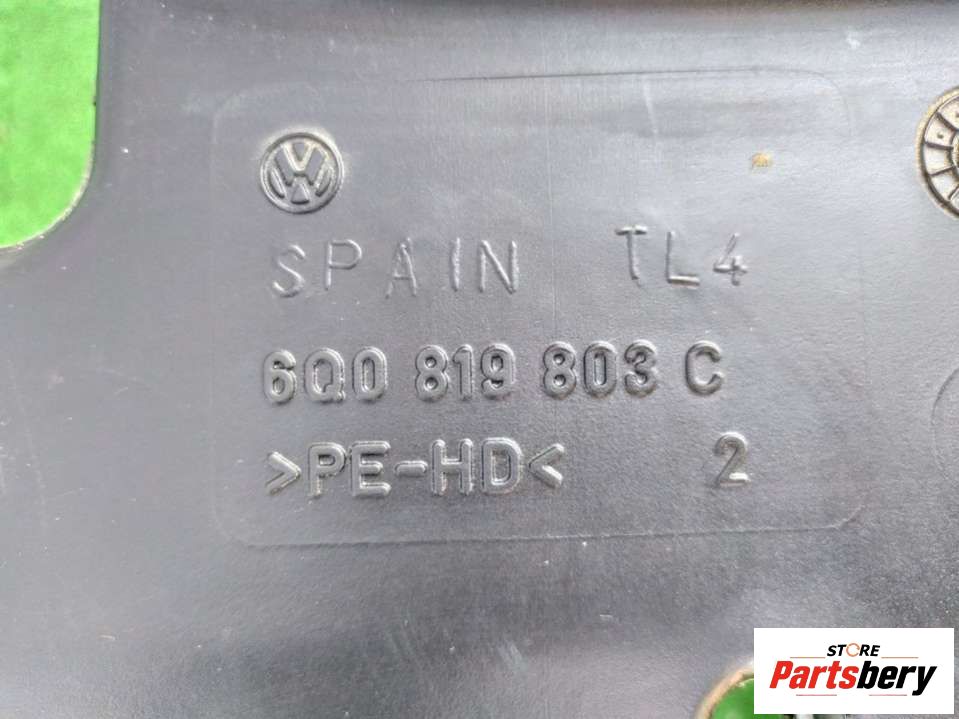 SPAIN TL4
6Q0 819 803 C
>PE-HD< 2
STORE
Partsbery